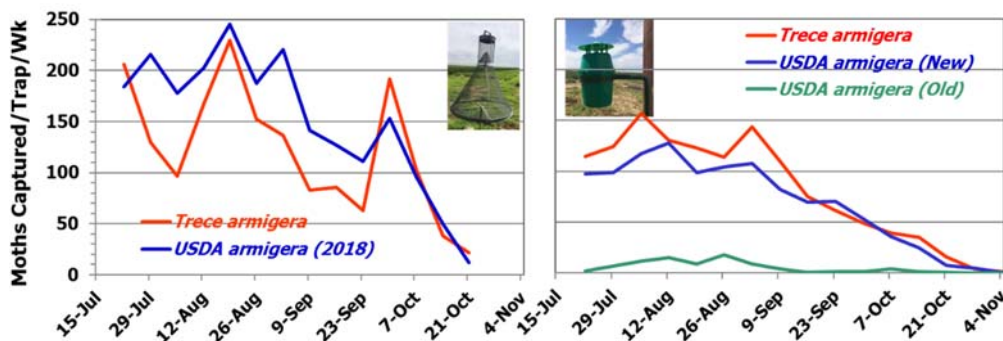 Moths Captured/Trap/Wk
250
200
150
100
50
0
Trece armigera
USDA armigera (2018)
15-Jul
29-Jul
12-Aug
26-Aug
9-Sep
23-Sep
7-Oct
21-Oct
4-Nov
Trece armigera
USDA armigera (New)
USDA armigera (Old)
15-Jul
29-Jul
12-Aug
26-Aug
9-Sep
23-Sep
7-Oct
21-Oct
4-Nov